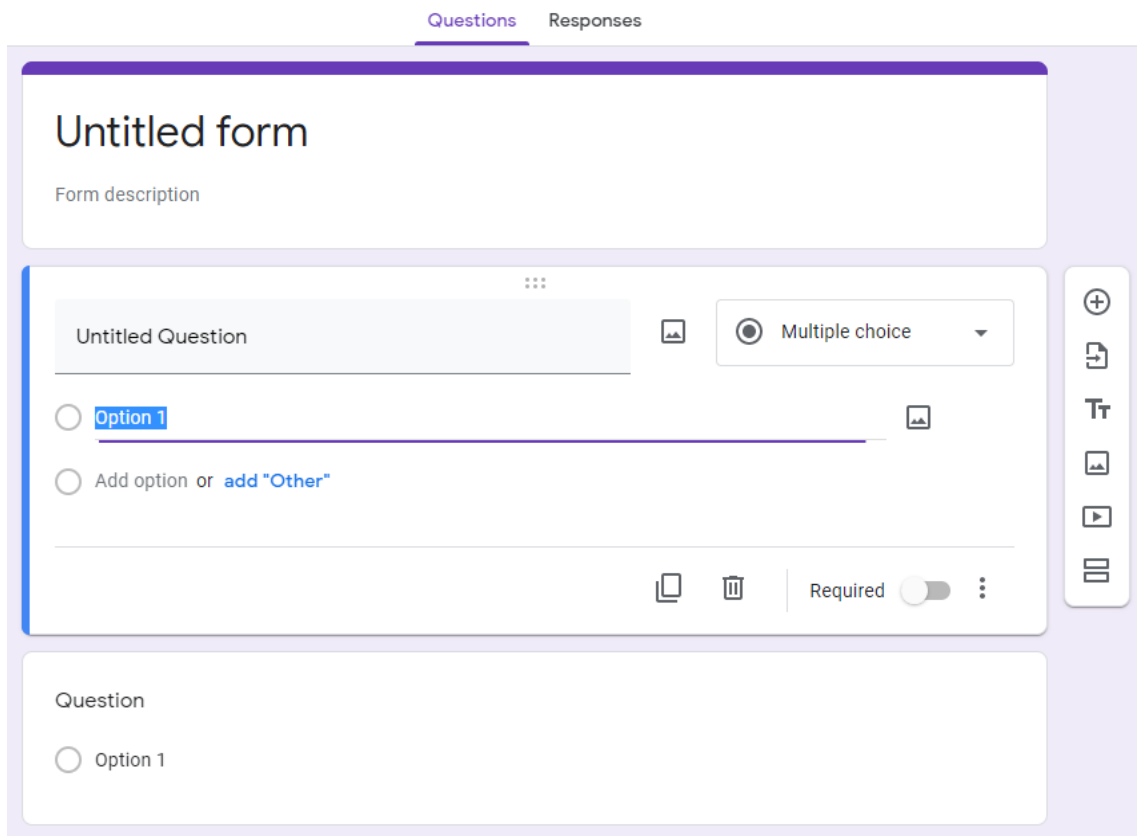 Questions Responses
Untitled form
Form description
Untitled Question
Multiple choice
Option 1
Add option or add "Other"
Required
Question
Option 1